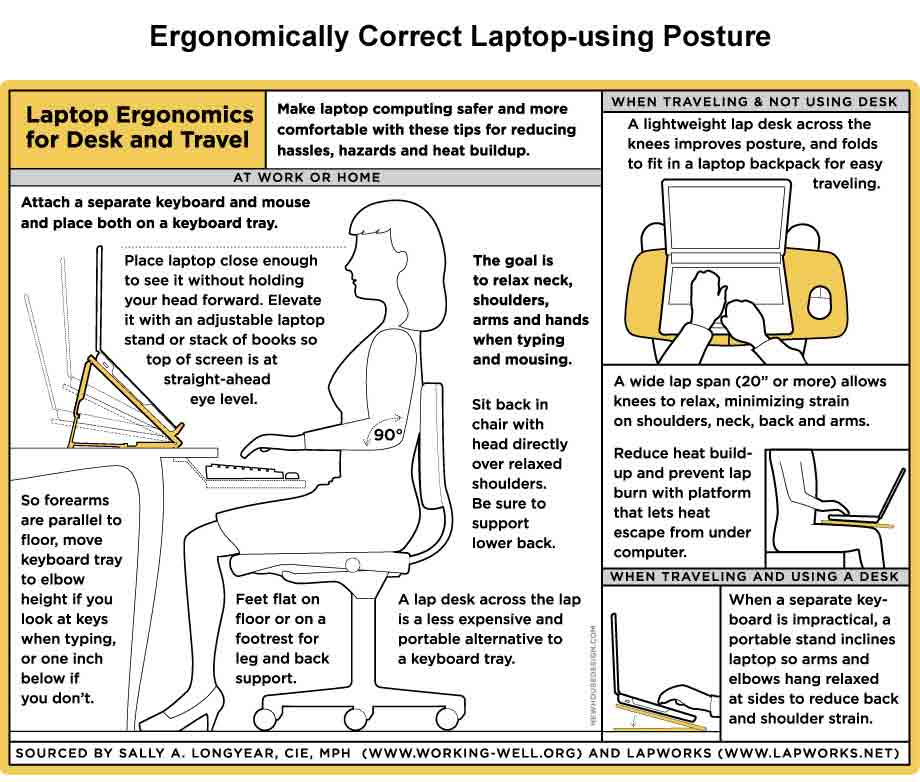 Ergonomically Correct Laptop-using Posture
Laptop Ergonomics
for Desk and Travel
Make laptop computing safer and more
comfortable with these tips for reducing
hassles, hazards and heat buildup.
AT WORK OR HOME
Attach a separate keyboard and mouse
and place both on a keyboard tray.
Place laptop close enough
to see it without holding
your head forward. Elevate
it with an adjustable laptop
stand or stack of books so
top of screen is at
straight-ahead
eye level.
The goal is
to relax neck,
shoulders,
arms and hands
when typing
and mousing.
90°
Sit back in
chair with
head directly
over relaxed
shoulders.
Be sure to
support
lower back.
So forearms
are parallel to
floor, move
keyboard tray
to elbow
height if you
look at keys
when typing,
or one inch
below if
you don't.
Feet flat on
floor or on a
footrest for
leg and back
support.
A lap desk across the lap
is a less expensive and
portable alternative to
a keyboard tray.
NEWHOUSEDESIGN.COM
WHEN TRAVELING & NOT USING DESK
A lightweight lap desk across the
knees improves posture, and folds
to fit in a laptop backpack for easy
traveling.
A wide lap span (20" or more) allows
knees to relax, minimizing strain
on shoulders, neck, back and arms.
Reduce heat build-
up and prevent lap
burn with platform
that lets heat
escape from under
computer.
WHEN TRAVELING AND USING A DESK
When a separate key-
board is impractical, a
portable stand inclines
laptop so arms and
elbows hang relaxed
at sides to reduce back
and shoulder strain.
SOURCED BY SALLY A. LONGYEAR, CIE, MPH (WWW.WORKING-WELL.ORG) AND LAPWORKS (WWW.LAPWORKS.NET)